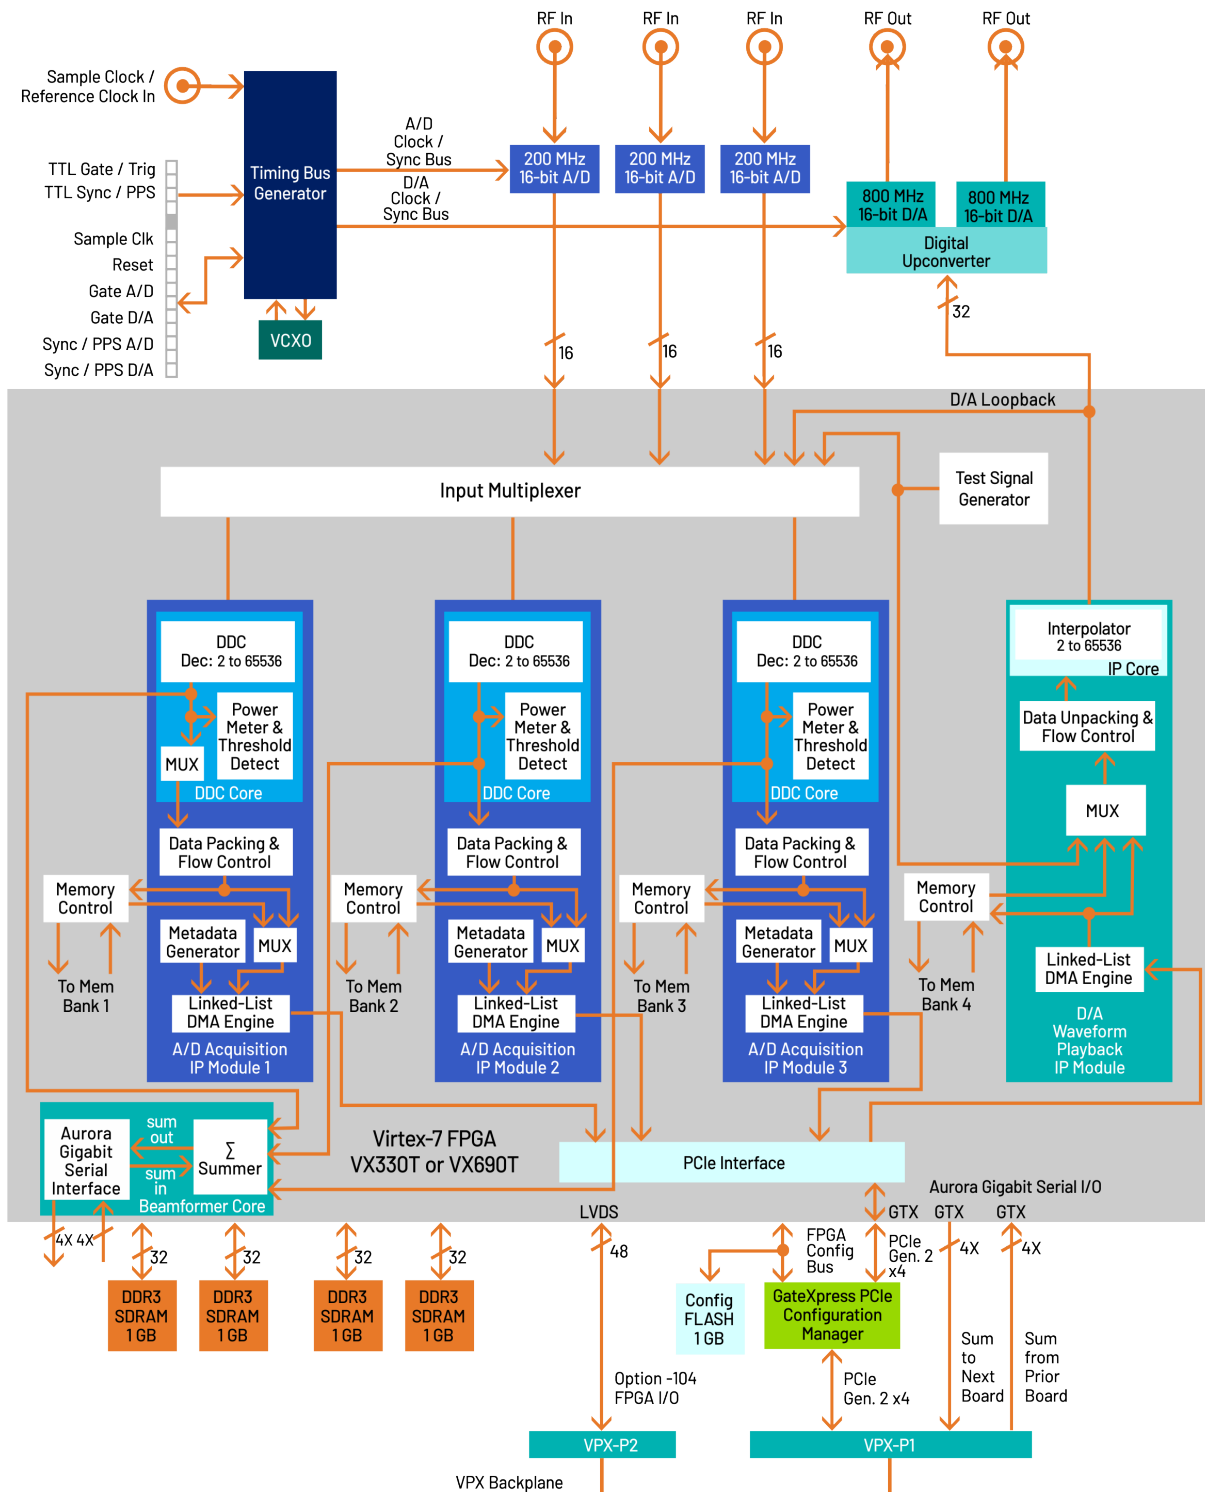 RF In
RF In
RF In
RF Out
RF Out
Sample Clock /
Reference Clock In
TTL Gate / Trig
TTL Sync / PPS
Sample Clk
Reset
Gate A/D
Gate D/A
Sync / PPS A/D
Sync / PPS D/A
Timing Bus
Generator
VCXO
A/D
Clock /
Sync Bus
D/A
Clock /
Sync Bus
200 MHz
16-bit A/D
200 MHz
16-bit A/D
200 MHz
16-bit A/D
800 MHz
16-bit D/A
800 MHz
16-bit D/A
Digital
Upconverter
32
16
16
16
D/A Loopback
Input Multiplexer
Test Signal
Generator
DDC
Dec: 2 to 65536
Power
Meter &
Threshold
Detect
MUX
DDC Core
Data Packing &
Flow Control
Memory
Control
Metadata
Generator
MUX
To Mem
Bank 1
Linked-List
DMA Engine
A/D Acquisition
IP Module 1
DDC
Dec: 2 to 65536
Power
Meter &
Threshold
Detect
DDC Core
Data Packing &
Flow Control
Memory
Control
Metadata
Generator
MUX
To Mem
Bank 2
Linked-List
DMA Engine
A/D Acquisition
IP Module 2
DDC
Dec: 2 to 65536
Power
Meter &
Threshold
Detect
DDC Core
Data Packing &
Flow Control
Memory
Control
Metadata
Generator
MUX
To Mem
Bank 3
Linked-List
DMA Engine
A/D Acquisition
IP Module 3
Interpolator
2 to 65536
IP Core
Data Unpacking &
Flow Control
MUX
Memory
Control
To Mem
Bank 4
Linked-List
DMA Engine
D/A
Waveform
Playback
IP Module
Aurora
Gigabit
Serial
Interface
sum
out
sum
in
Σ
Summer
Beamformer Core
Virtex-7 FPGA
VX330T or VX690T
PCIe Interface
Aurora Gigabit Serial I/O
LVDS
GTX
GTX
GTX
4X
4X
32
32
32
32
48
FPGA
Config
Bus
PCIe
Gen. 2
x4
4X
4X
DDR3
SDRAM
1 GB
DDR3
SDRAM
1 GB
DDR3
SDRAM
1 GB
DDR3
SDRAM
1 GB
Config
FLASH
1 GB
GateXpress PCIe
Configuration
Manager
Option -104
FPGA I/O
PCIe
Gen. 2 x4
Sum
to
Next
Board
Sum
from
Prior
Board
VPX-P2
VPX-P1
VPX Backplane